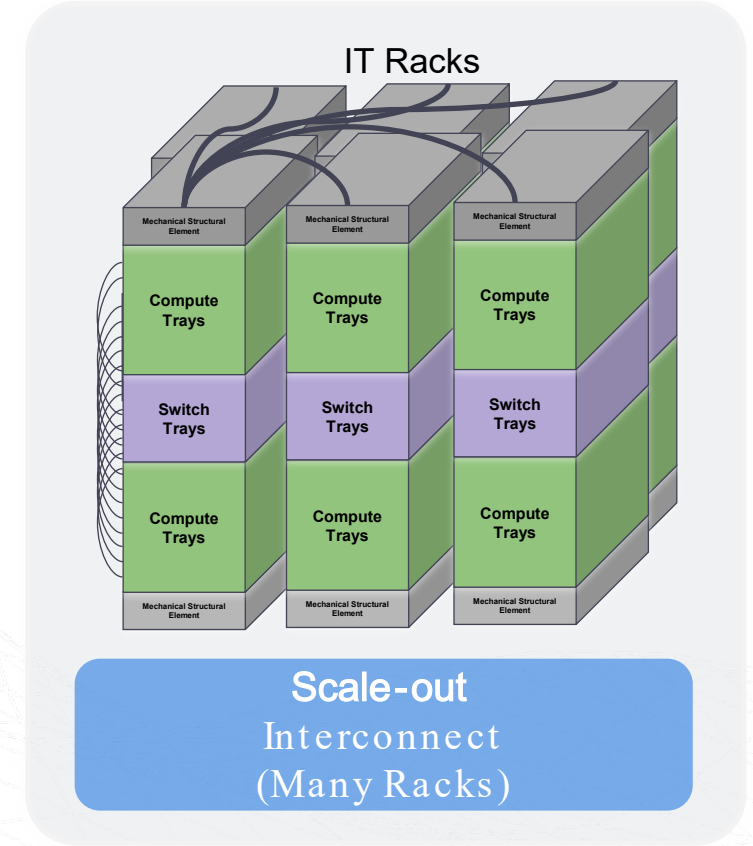 IT Racks
Mechanical Structural
Element
Mechanical Structural
Element
Mechanical Structural
Element
Compute
Trays
Compute
Trays
Compute
Trays
Switch
Trays
Switch
Trays
Switch
Trays
Compute
Trays
Compute
Trays
Compute
Trays
Mechanical Structural
Element
Mechanical Structural
Element
Mechanical Structural
Element
Scale-out
Interconnect
(Many Racks)